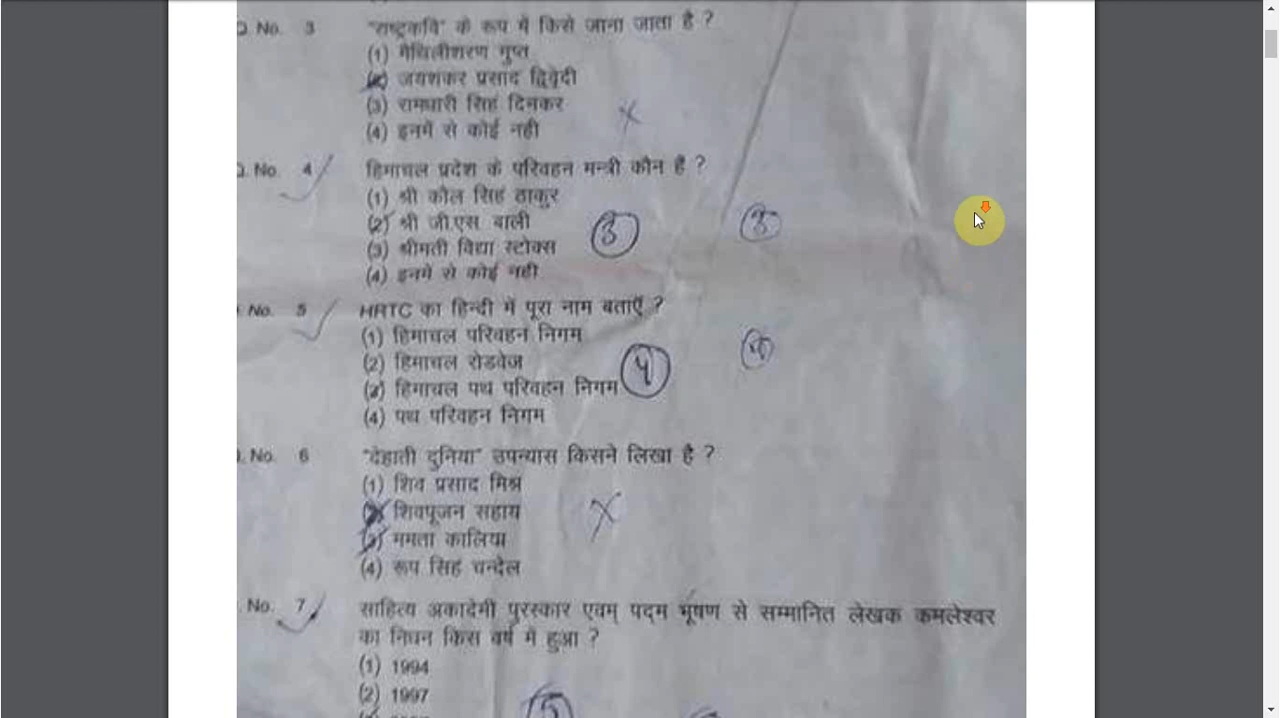 Q. No. 3 "राष्ट्रकवि" के रूप में किसे जाना जाता है ?
(1) मैथिलीशरण गुप्त
(2) जयशंकर प्रसाद द्विवेदी
(3) रामधारी सिंह दिनकर
(4) इनमें से कोई नही
Q. No. 4 हिमाचल प्रदेश के परिवहन मन्त्री कौन है ?
(1) श्री कौल सिंह ठाकुर
(2) श्री जी.एस बाली
(3) श्रीमती विद्या स्टोक्स
(4) इनमें से कोई नही
3
3
No. 5 HRTC का हिन्दी में पूरा नाम बताएँ ?
(1) हिमाचल परिवहन निगम
(2) हिमाचल रोडवेज
(3) हिमाचल पथ परिवहन निगम
(4) पथ परिवहन निगम
4
. No. 6 "देहाती दुनिया" उपन्यास किसने लिखा है ?
(1) शिव प्रसाद मिश्र
(2) शिवपूजन सहाय
(3) ममता कालिया
(4) रूप सिंह चन्देल
. No. 7 साहित्य अकादेमी पुरस्कार एवम् पद्म भूषण से सम्मानित लेखक कमलेश्वर
का निधन किस वर्ष में हुआ ?
(1) 1994
(2) 1997
5